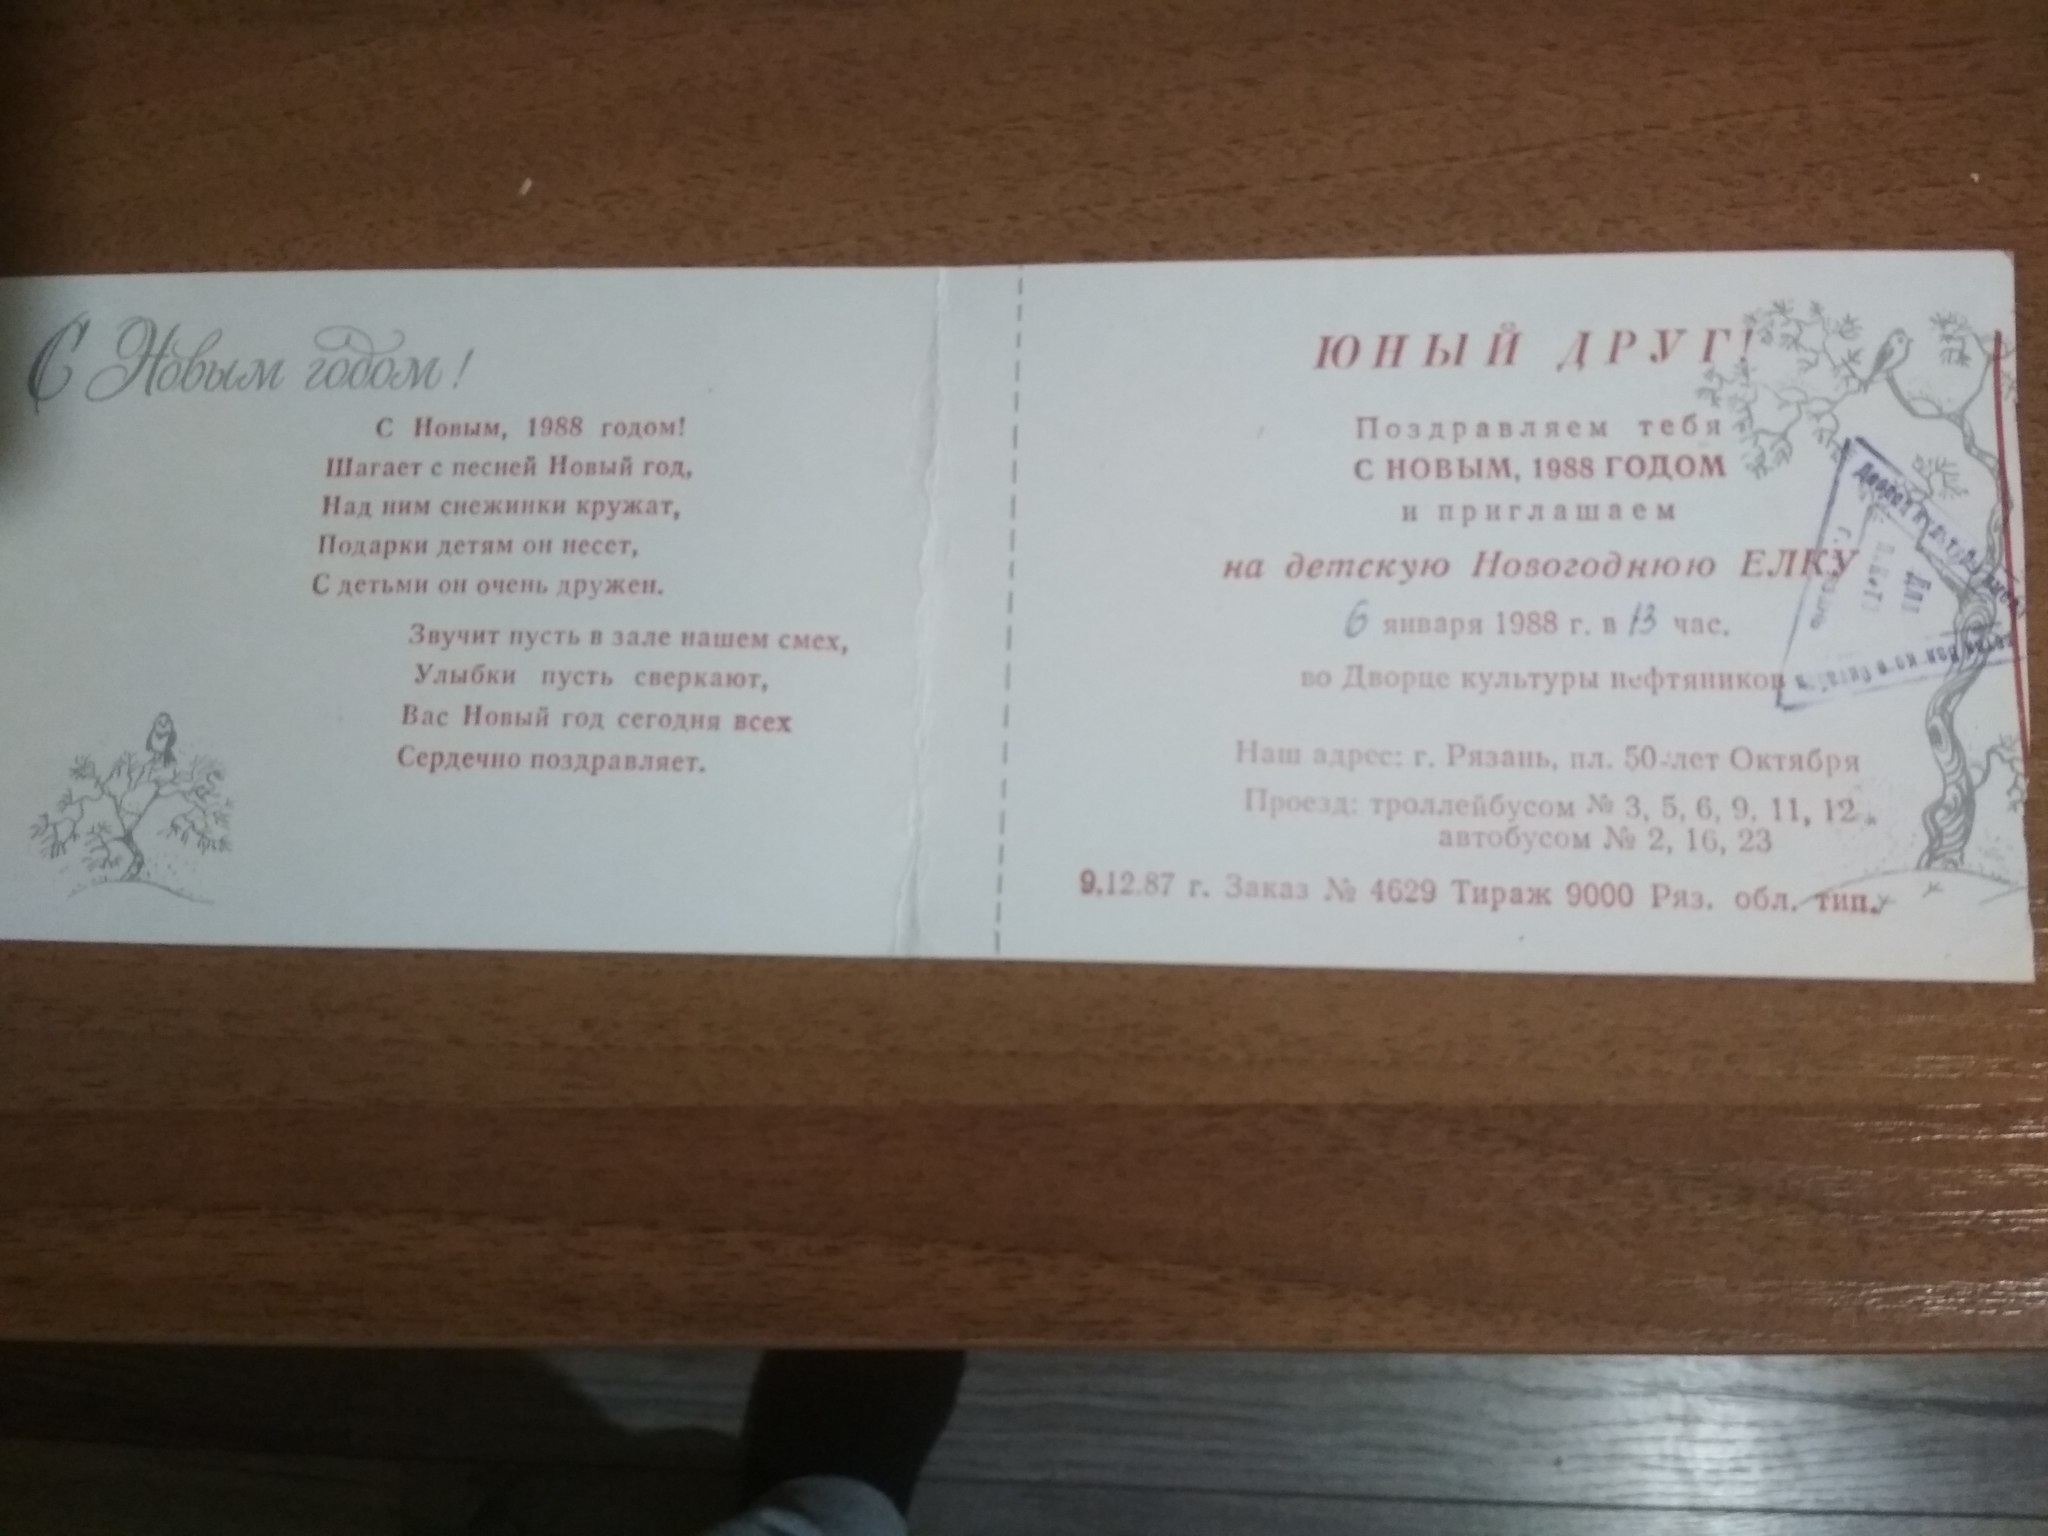 С Новым годом!
С Новым, 1988 годом!
Шагает с песней Новый год,
Над ним снежинки кружат,
Подарки детям он несет,
С детьми он очень дружен.
Звучит пусть в зале нашем смех,
Улыбки пусть сверкают,
Вас Новый год сегодня всех
Сердечно поздравляет.
ЮНЫЙ ДРУГ!
Поздравляем тебя
С НОВЫМ, 1988 ГОДОМ
и приглашаем
на детскую Новогоднюю ЕЛКУ
6 января 1988 г. в 13 час.
во Дворце культуры нефтяников
Наш адрес: г. Рязань, пл. 50-лет Октября
Проезд: троллейбусом № 3, 5, 6, 9, 11, 12,
автобусом № 2, 16, 23
9.12.87 г. Заказ № 4629 Тираж 9000 Ряз. обл. тип.
Дворец
Для